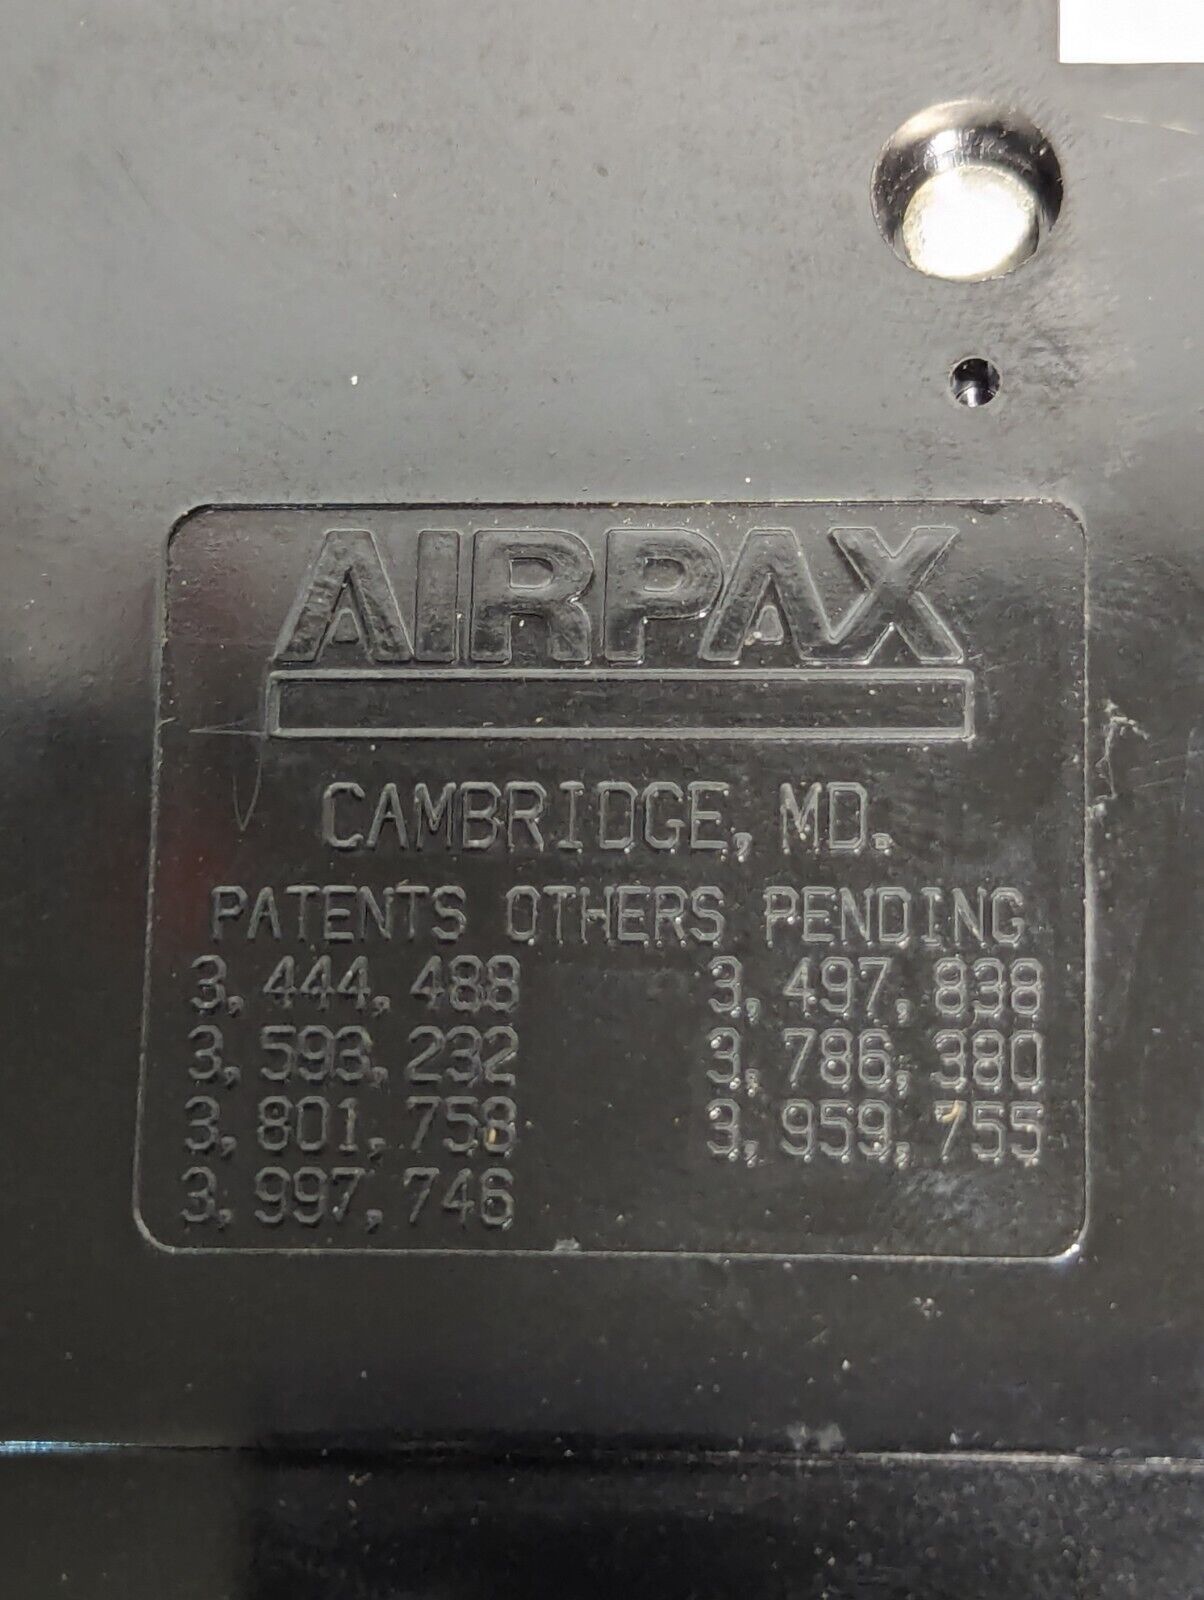 AIRPAX
CAMBRIDGE, MD.
PATENTS OTHERS PENDING
3,444,488 3,497,838
3,593,232 3,786,380
3,801,758 3,959,755
3,997,746